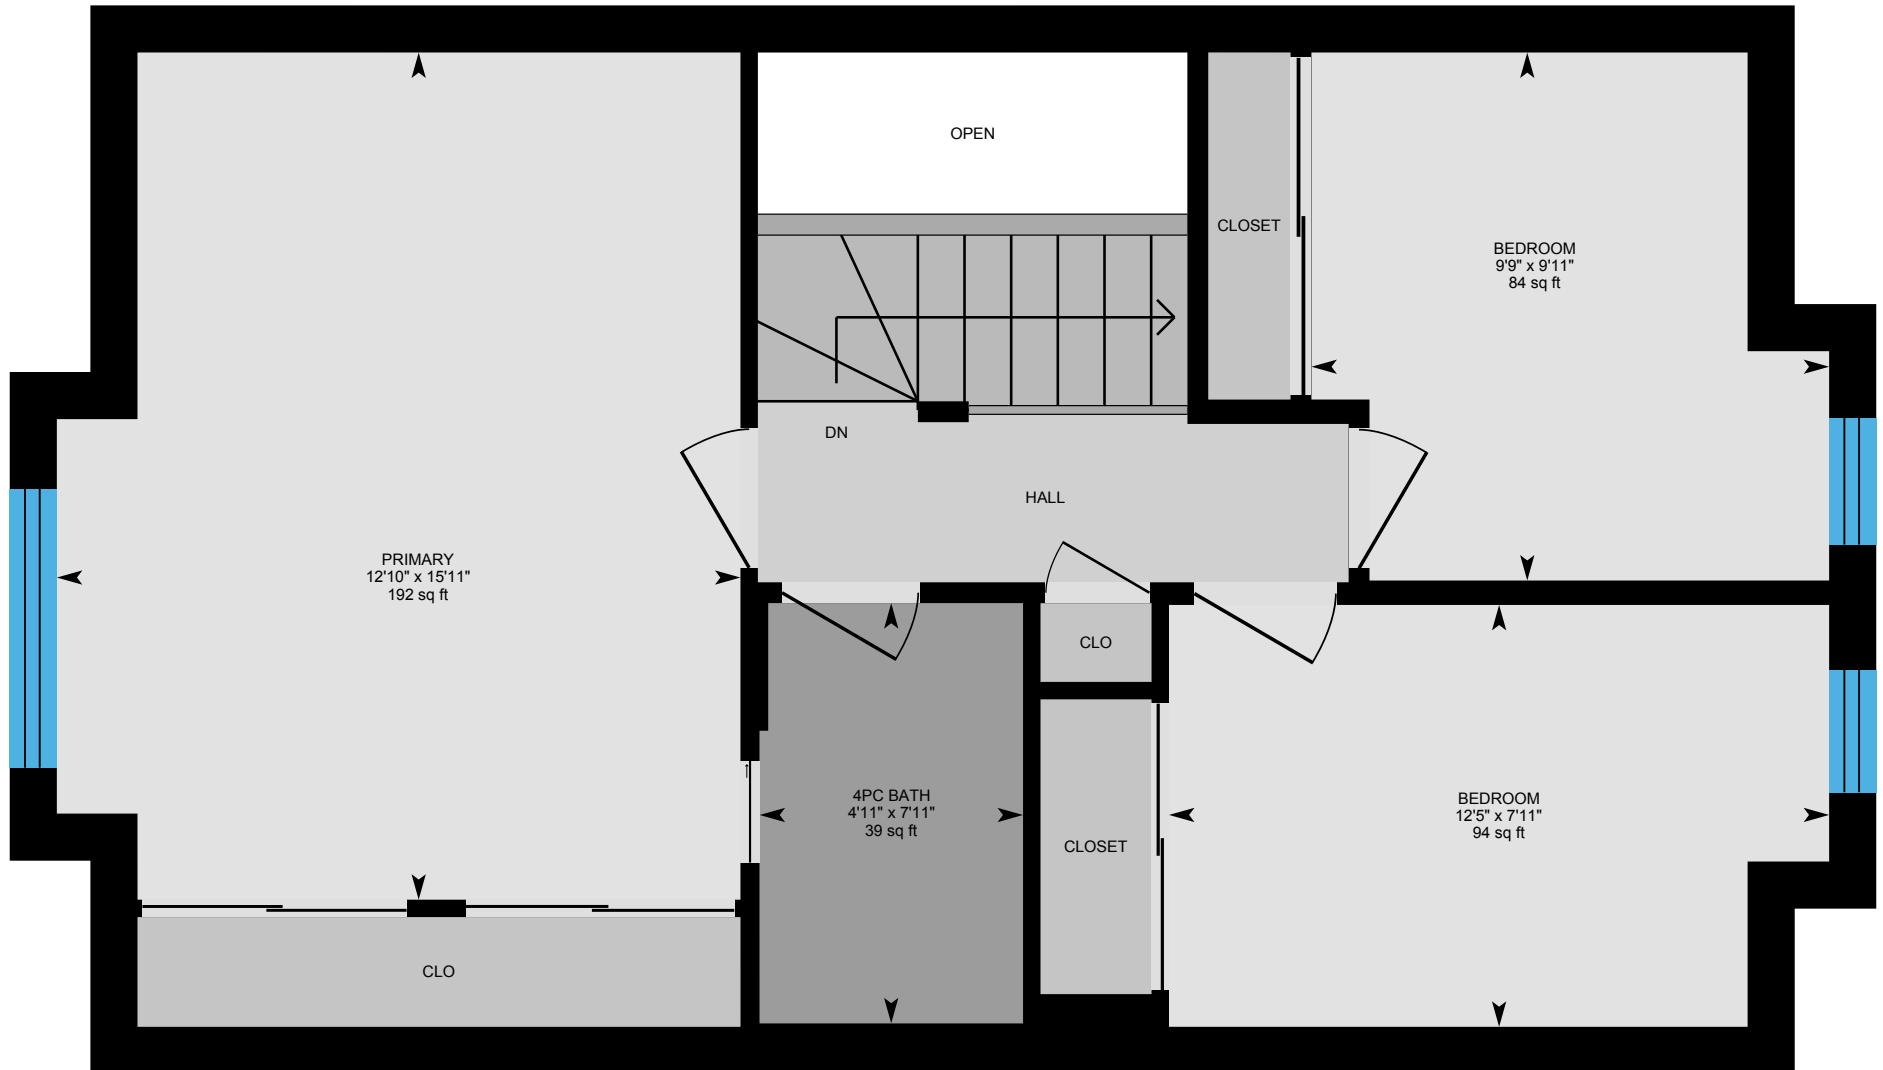 OPEN
CLOSET
BEDROOM
9'9" x 9'11"
84 sq ft
DN
HALL
PRIMARY
12'10" x 15'11"
192 sq ft
CLO
4PC BATH
4'11" x 7'11"
39 sq ft
CLOSET
BEDROOM
12'5" x 7'11"
94 sq ft
CLO